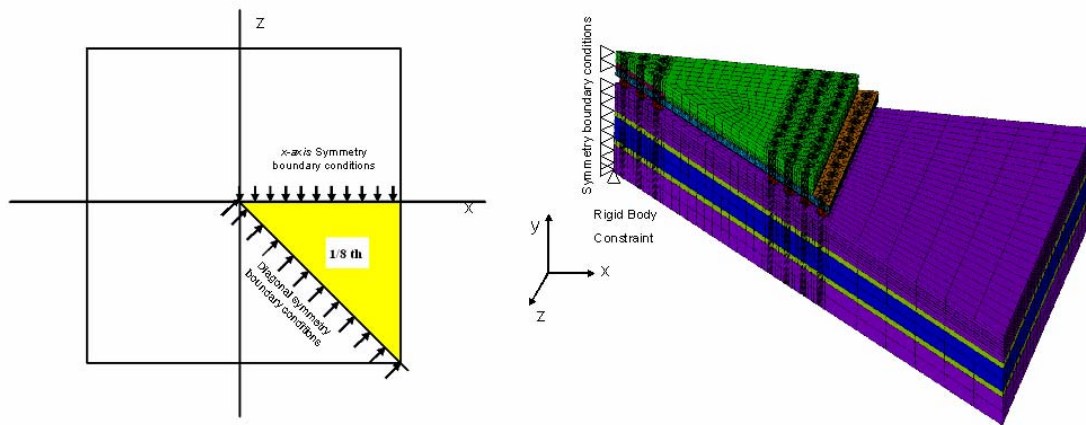 Z
x-axis Symmetry
boundary conditions
X
1/8 th
Diagonal symmetry
boundary conditions
Symmetry boundary conditions
Rigid Body
Constraint
y
X
Z